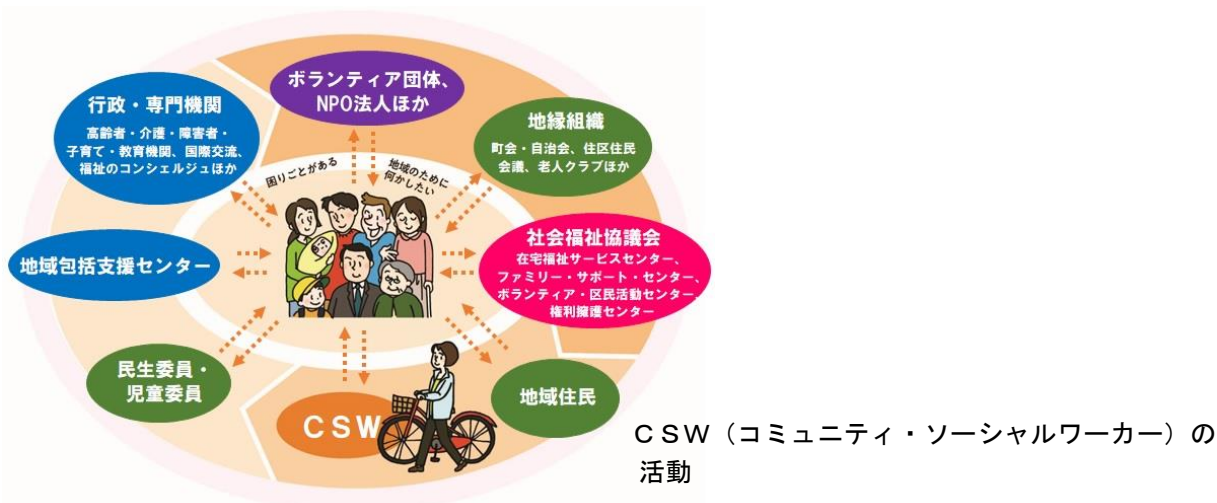 ボランティア団体、
NPO法人ほか
行政・専門機関
高齢者・介護・障害者・
子育て・教育機関、国際交流、
福祉のコンシェルジュほか
地縁組織
町会・自治会、住区住民
会議、老人クラブほか
困りごとがある
地域のために
何かしたい
地域包括支援センター
社会福祉協議会
在宅福祉サービスセンター、
ファミリー・サポート・センター、
ボランティア・区民活動センター、
権利擁護センター
民生委員・
児童委員
CSW
地域住民
CSW（コミュニティ・ソーシャルワーカー）の
活動